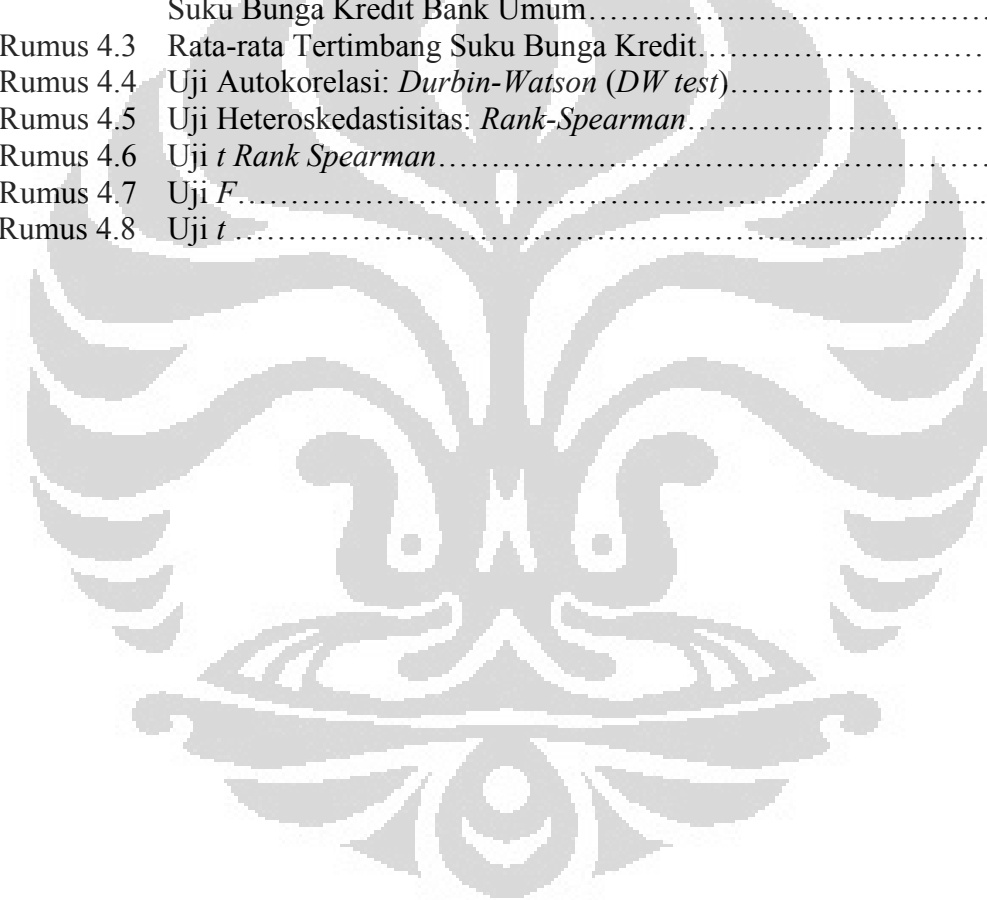 Suku Bunga Kredit Bank Umum……………………………………
Rumus 4.3 Rata-rata Tertimbang Suku Bunga Kredit…………………………
Rumus 4.4 Uji Autokorelasi: Durbin-Watson (DW test)………………………
Rumus 4.5 Uji Heteroskedastisitas: Rank-Spearman…………………………
Rumus 4.6 Uji t Rank Spearman……………………………………………………
Rumus 4.7 Uji F……………………………………………………...........................
Rumus 4.8 Uji t ……………………………………………………........................